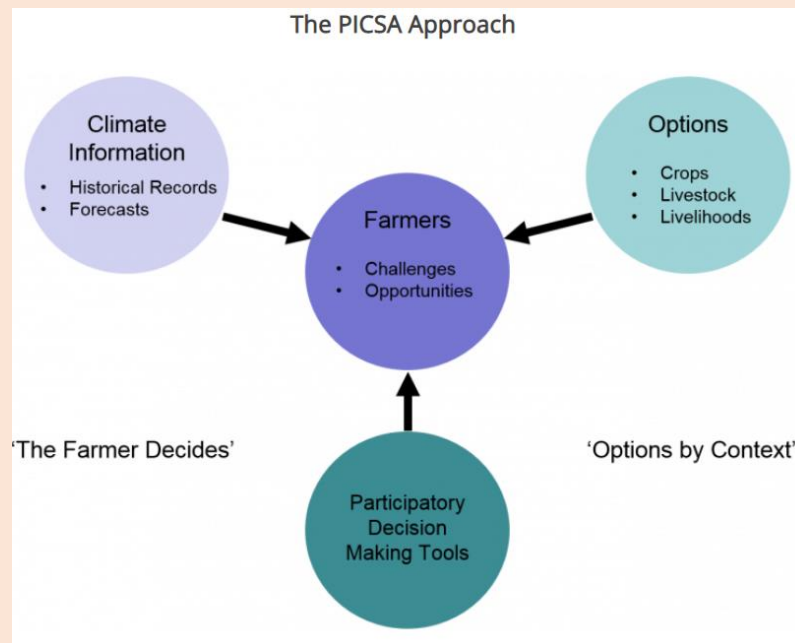 The PICSA Approach
Climate
Information
• Historical Records
• Forecasts
Options
• Crops
• Livestock
• Livelihoods
Farmers
• Challenges
• Opportunities
'The Farmer Decides'
'Options by Context'
Participatory
Decision
Making Tools